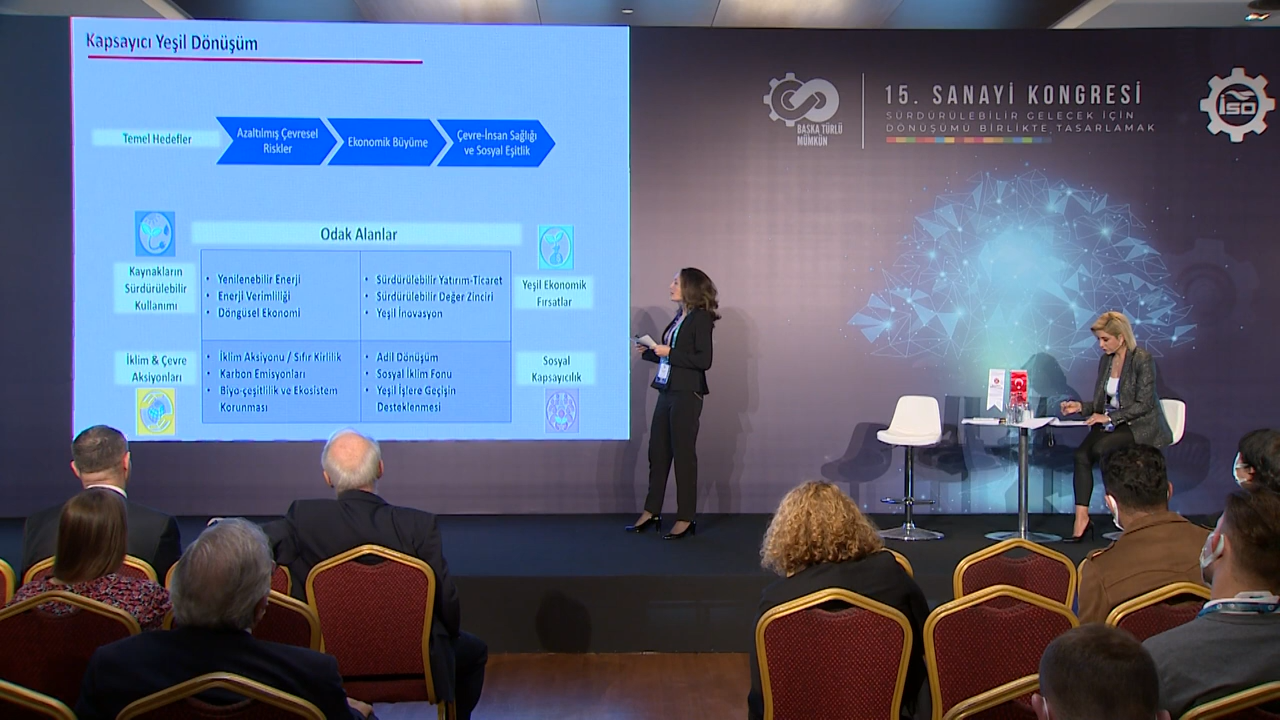 Kapsayıcı Yeşil Dönüşüm
Temel Hedefler
Azaltılmış Çevresel
Riskler
Ekonomik Büyüme
Çevre-İnsan Sağlığı
ve Sosyal Eşitlik
Odak Alanlar
Kaynakların
Sürdürülebilir
Kullanımı
• Yenilenebilir Enerji
• Enerji Verimliliği
• Döngüsel Ekonomi
• Sürdürülebilir Yatırım-Ticaret
• Sürdürülebilir Değer Zinciri
• Yeşil İnovasyon
Yeşil Ekonomik
Fırsatlar
İklim & Çevre
Aksiyonları
• İklim Aksiyonu / Sıfır Kirlilik
• Karbon Emisyonları
• Biyo-çeşitlilik ve Ekosistem
Korunması
• Adil Dönüşüm
• Sosyal İklim Fonu
• Yeşil İşlere Geçişin
Desteklenmesi
Sosyal
Kapsayıcılık
BAŞKA TÜRLÜ
MÜMKÜN
15. SANAYİ KONGRESİ
SÜRDÜRÜLEBİLİR GELECEK İÇİN
DÖNÜŞÜMÜ BİRLİKTE TASARLAMAK
İSO